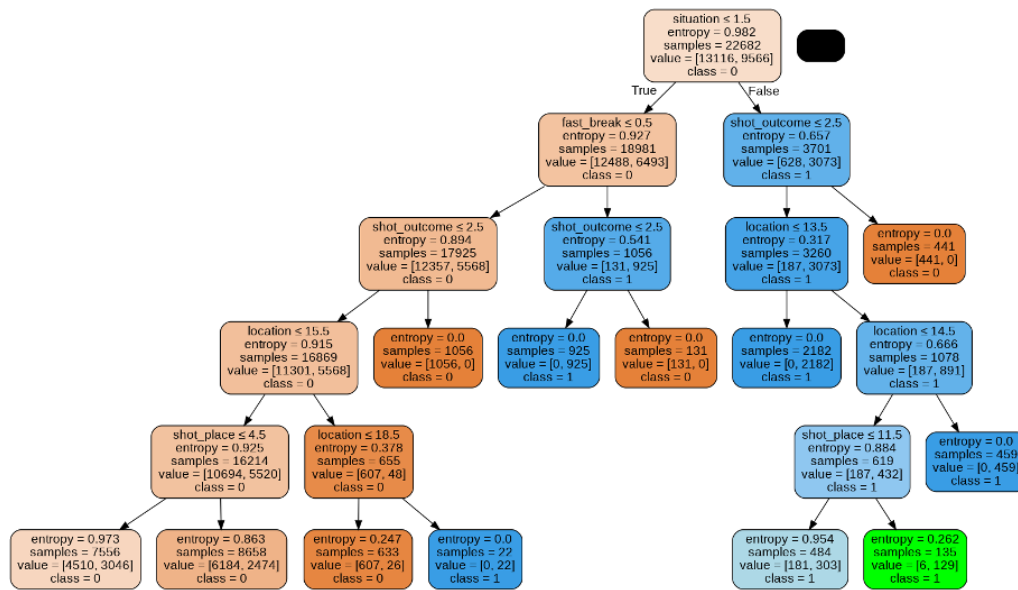 situation ≤ 1.5
entropy = 0.982
samples = 22682
value = [13116, 9566]
class = 0
True
False
fast_break ≤ 0.5
entropy = 0.927
samples = 18981
value = [12488, 6493]
class = 0
shot_outcome ≤ 2.5
entropy = 0.657
samples = 3701
value = [628, 3073]
class = 1
shot_outcome ≤ 2.5
entropy = 0.894
samples = 17925
value = [12357, 5568]
class = 0
shot_outcome ≤ 2.5
entropy = 0.541
samples = 1056
value = [131, 925]
class = 1
location ≤ 13.5
entropy = 0.317
samples = 3260
value = [187, 3073]
class = 1
entropy = 0.0
samples = 441
value = [441, 0]
class = 0
location ≤ 15.5
entropy = 0.915
samples = 16869
value = [11301, 5568]
class = 0
entropy = 0.0
samples = 1056
value = [1056, 0]
class = 0
entropy = 0.0
samples = 925
value = [0, 925]
class = 1
entropy = 0.0
samples = 131
value = [131, 0]
class = 0
entropy = 0.0
samples = 2182
value = [0, 2182]
class = 1
location ≤ 14.5
entropy = 0.666
samples = 1078
value = [187, 891]
class = 1
shot_place ≤ 4.5
entropy = 0.925
samples = 16214
value = [10694, 5520]
class = 0
location ≤ 18.5
entropy = 0.378
samples = 655
value = [607, 48]
class = 0
shot_place ≤ 11.5
entropy = 0.884
samples = 619
value = [187, 432]
class = 1
entropy = 0.0
samples = 459
value = [0, 459]
class = 1
entropy = 0.973
samples = 7556
value = [4510, 3046]
class = 0
entropy = 0.863
samples = 8658
value = [6184, 2474]
class = 0
entropy = 0.247
samples = 633
value = [607, 26]
class = 0
entropy = 0.0
samples = 22
value = [0, 22]
class = 1
entropy = 0.954
samples = 484
value = [181, 303]
class = 1
entropy = 0.262
samples = 135
value = [6, 129]
class = 1